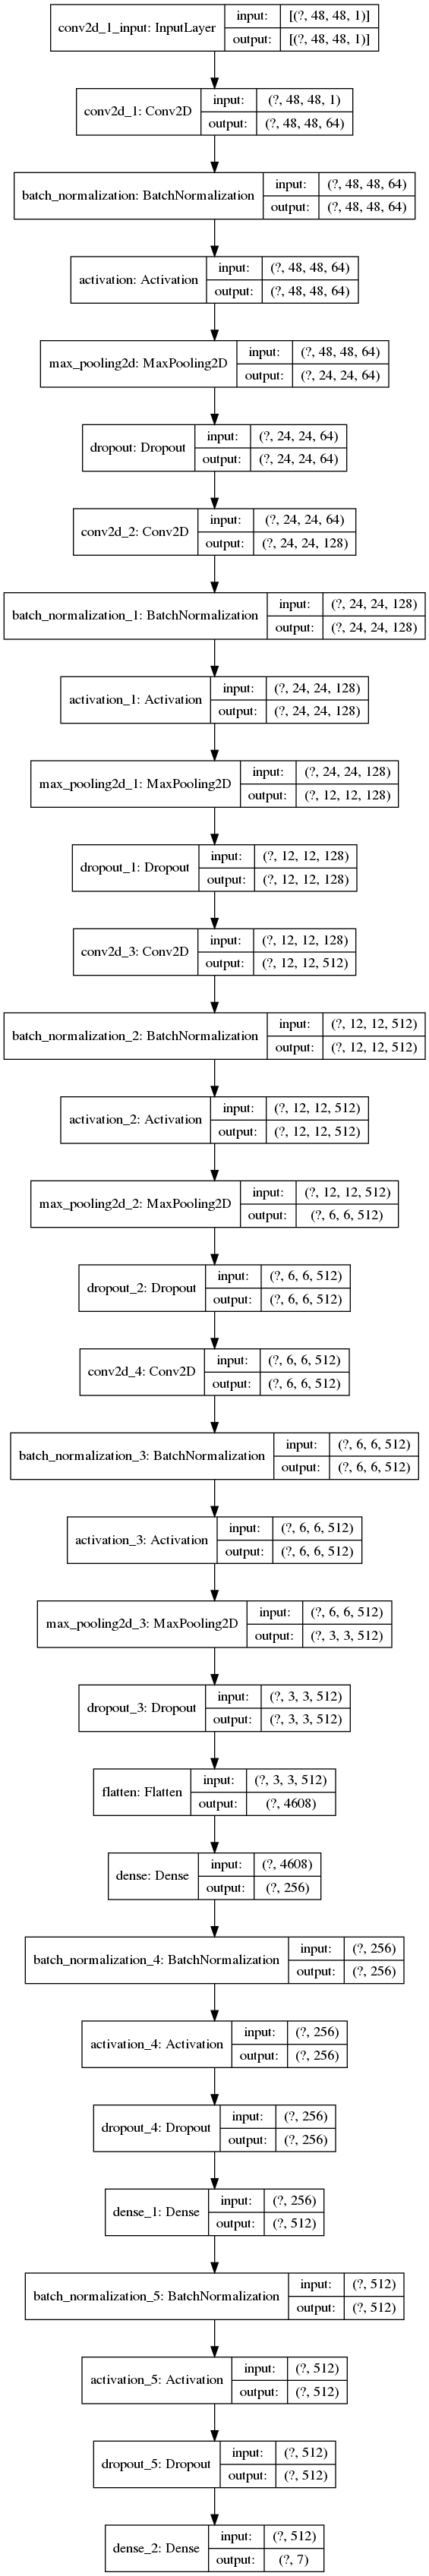 conv2d_1_input: InputLayer input: [(?, 48, 48, 1)]
output: [(?, 48, 48, 1)]
conv2d_1: Conv2D input: (?, 48, 48, 1)
output: (?, 48, 48, 64)
batch_normalization: BatchNormalization input: (?, 48, 48, 64)
output: (?, 48, 48, 64)
activation: Activation input: (?, 48, 48, 64)
output: (?, 48, 48, 64)
max_pooling2d: MaxPooling2D input: (?, 48, 48, 64)
output: (?, 24, 24, 64)
dropout: Dropout input: (?, 24, 24, 64)
output: (?, 24, 24, 64)
conv2d_2: Conv2D input: (?, 24, 24, 64)
output: (?, 24, 24, 128)
batch_normalization_1: BatchNormalization input: (?, 24, 24, 128)
output: (?, 24, 24, 128)
activation_1: Activation input: (?, 24, 24, 128)
output: (?, 24, 24, 128)
max_pooling2d_1: MaxPooling2D input: (?, 24, 24, 128)
output: (?, 12, 12, 128)
dropout_1: Dropout input: (?, 12, 12, 128)
output: (?, 12, 12, 128)
conv2d_3: Conv2D input: (?, 12, 12, 128)
output: (?, 12, 12, 512)
batch_normalization_2: BatchNormalization input: (?, 12, 12, 512)
output: (?, 12, 12, 512)
activation_2: Activation input: (?, 12, 12, 512)
output: (?, 12, 12, 512)
max_pooling2d_2: MaxPooling2D input: (?, 12, 12, 512)
output: (?, 6, 6, 512)
dropout_2: Dropout input: (?, 6, 6, 512)
output: (?, 6, 6, 512)
conv2d_4: Conv2D input: (?, 6, 6, 512)
output: (?, 6, 6, 512)
batch_normalization_3: BatchNormalization input: (?, 6, 6, 512)
output: (?, 6, 6, 512)
activation_3: Activation input: (?, 6, 6, 512)
output: (?, 6, 6, 512)
max_pooling2d_3: MaxPooling2D input: (?, 6, 6, 512)
output: (?, 3, 3, 512)
dropout_3: Dropout input: (?, 3, 3, 512)
output: (?, 3, 3, 512)
flatten: Flatten input: (?, 3, 3, 512)
output: (?, 4608)
dense: Dense input: (?, 4608)
output: (?, 256)
batch_normalization_4: BatchNormalization input: (?, 256)
output: (?, 256)
activation_4: Activation input: (?, 256)
output: (?, 256)
dropout_4: Dropout input: (?, 256)
output: (?, 256)
dense_1: Dense input: (?, 256)
output: (?, 512)
batch_normalization_5: BatchNormalization input: (?, 512)
output: (?, 512)
activation_5: Activation input: (?, 512)
output: (?, 512)
dropout_5: Dropout input: (?, 512)
output: (?, 512)
dense_2: Dense input: (?, 512)
output: (?, 7)